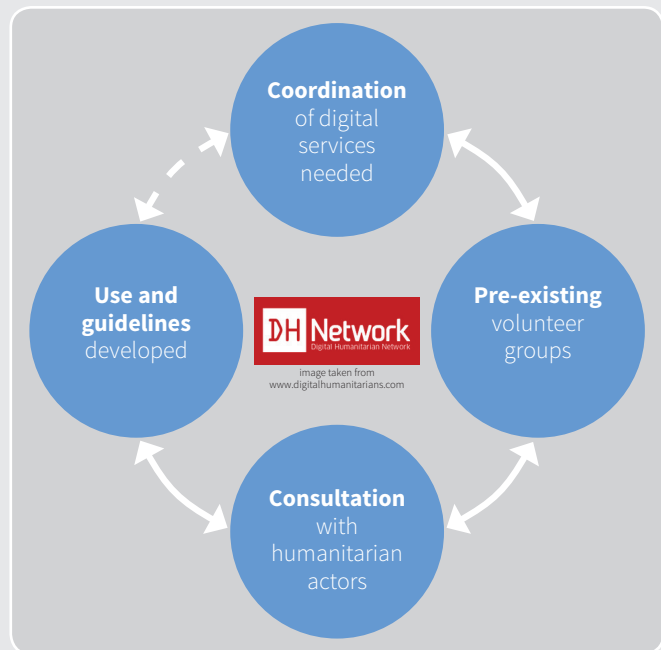 Coordination
of digital
services
needed
Use and
guidelines
developed
DH Network
Digital Humanitarian Network
image taken from
www.digitalhumanitarians.com
Pre-existing
volunteer
groups
Consultation
with
humanitarian
actors